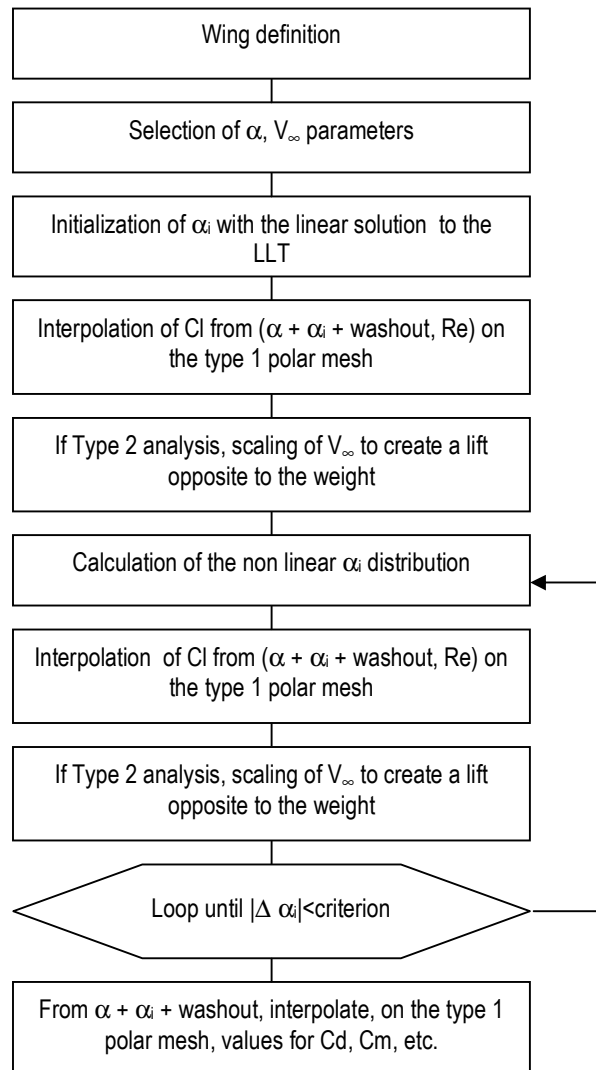 Wing definition
Selection of α, V∞ parameters
Initialization of αi with the linear solution to the
LLT
Interpolation of Cl from (α + αi + washout, Re) on
the type 1 polar mesh
If Type 2 analysis, scaling of V∞ to create a lift
opposite to the weight
Calculation of the non linear αi distribution
Interpolation of Cl from (α + αi + washout, Re) on
the type 1 polar mesh
If Type 2 analysis, scaling of V∞ to create a lift
opposite to the weight
Loop until |Δ αi|<criterion
From α + αi + washout, interpolate, on the type 1
polar mesh, values for Cd, Cm, etc.